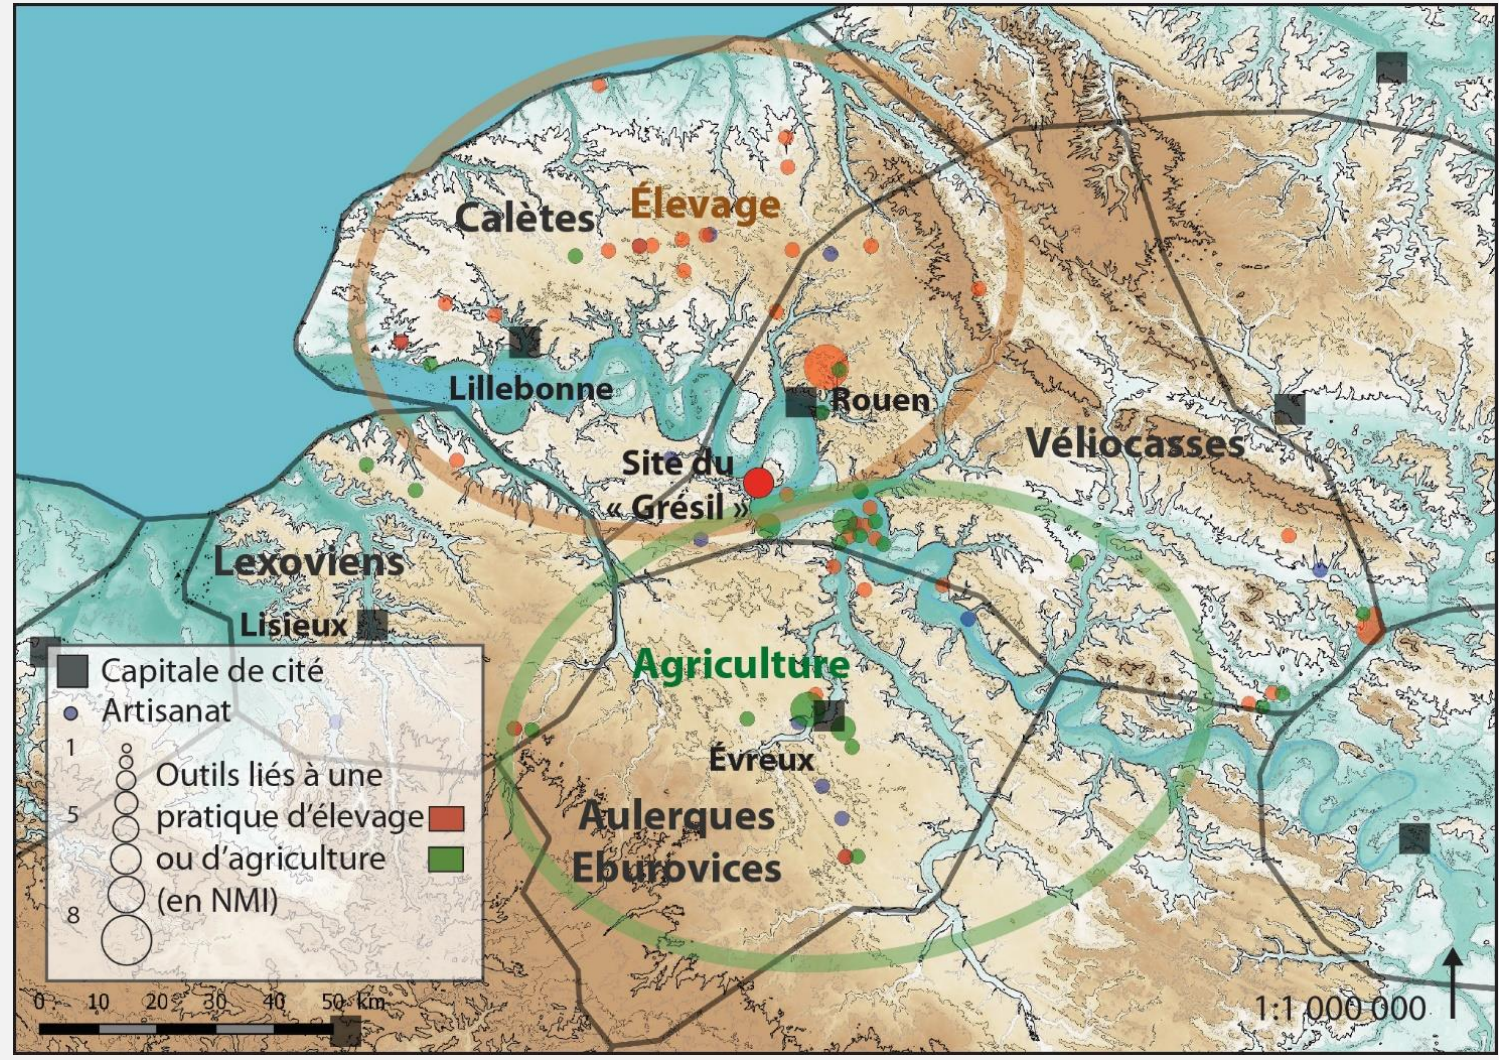 Calètes
Élevage
Lillebonne
Rouen
Véliocasses
Site du
« Grésil »
Lexoviens
Lisieux
Agriculture
Évreux
Aulerques
Eburovices
Capitale de cité
Artisanat
1
Outils liés à une
5
pratique d’élevage
ou d’agriculture
8
(en NMI)
0 10 20 30 40 50 km
1:1 000 000